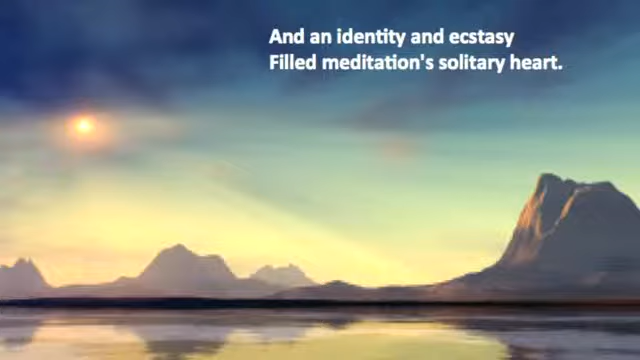 And an identity and ecstasy
Filled meditation's solitary heart.